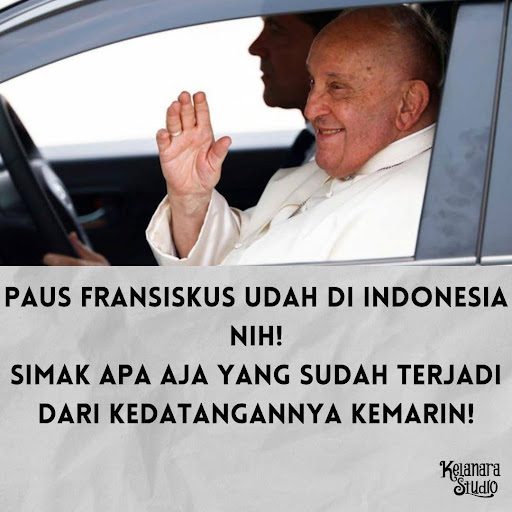 PAUS FRANSISKUS UDAH DI INDONESIA
NIH!
SIMAK APA AJA YANG SUDAH TERJADI
DARI KEDATANGANNYA KEMARIN!
Kelanara
Studio